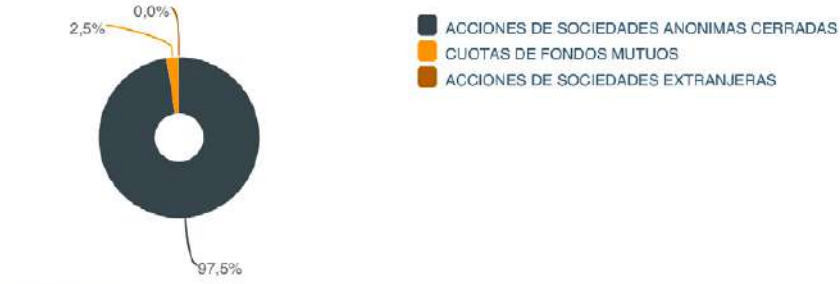 0,0%
2,5%
97,5%
ACCIONES DE SOCIEDADES ANONIMAS CERRADAS
CUOTAS DE FONDOS MUTUOS
ACCIONES DE SOCIEDADES EXTRANJERAS